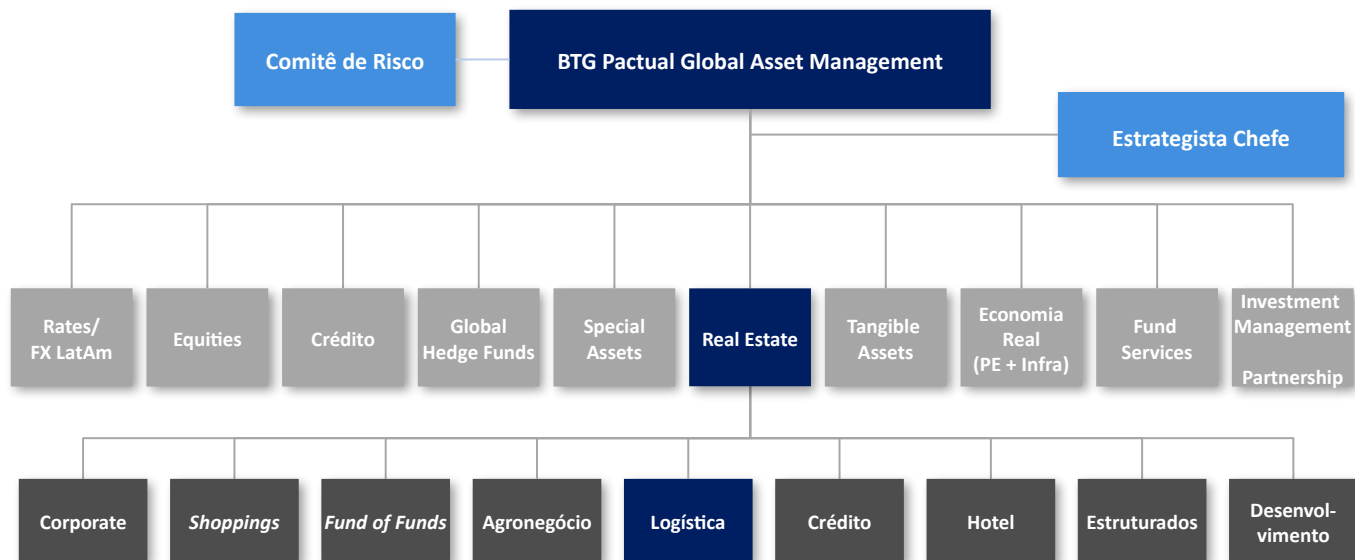 Comitê de Risco
BTG Pactual Global Asset Management
Estrategista Chefe
Rates/
FX LatAm
Equities
Crédito
Global
Hedge Funds
Special
Assets
Real Estate
Tangible
Assets
Economia
Real
(PE + Infra)
Fund
Services
Investment
Management
Partnership
Corporate
Shoppings
Fund of Funds
Agronegócio
Logística
Crédito
Hotel
Estruturados
Desenvol-
vimento